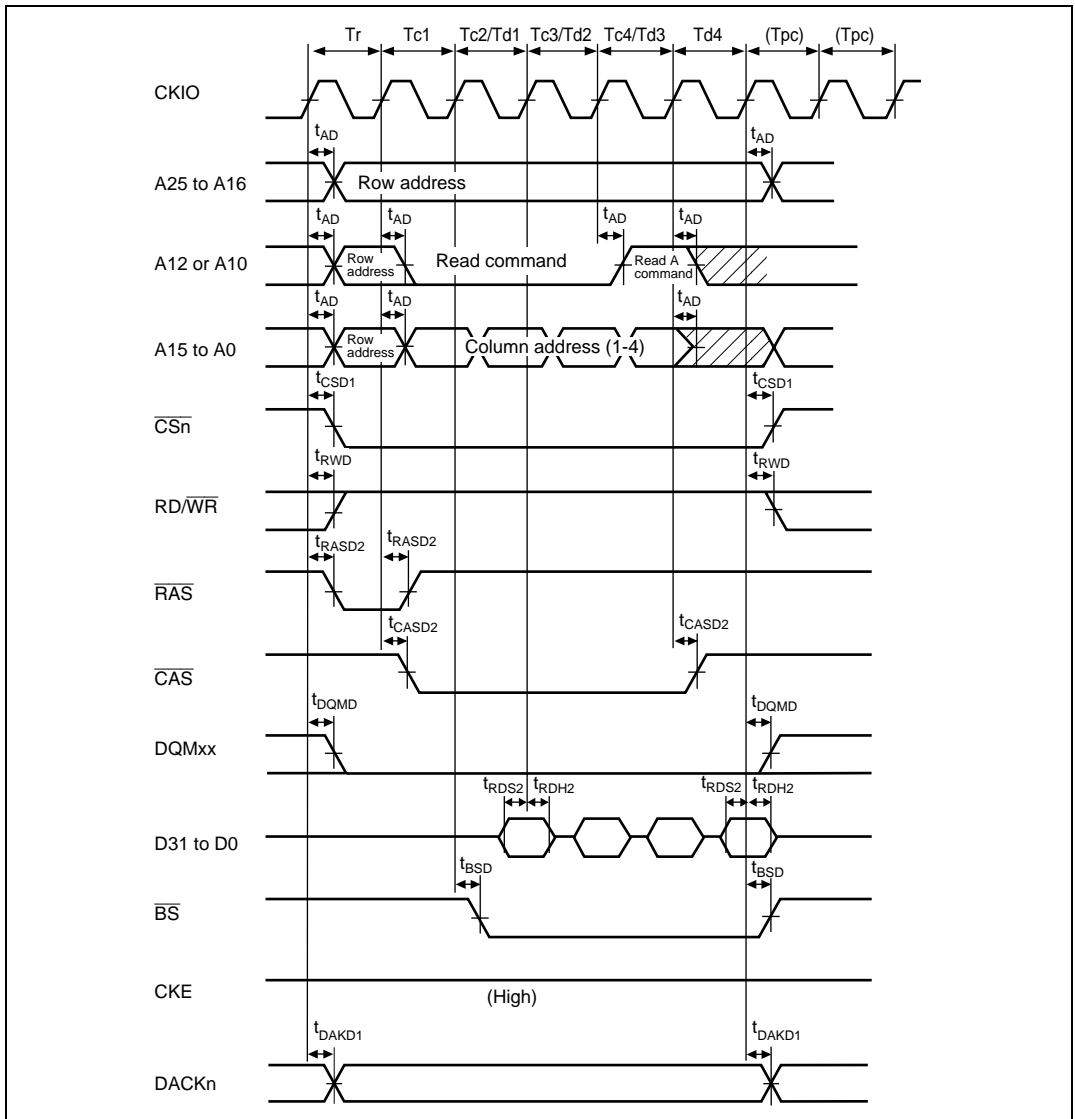 Tr Tc1 Tc2/Td1 Tc3/Td2 Tc4/Td3 Td4 (Tpc) (Tpc)
CKIO
tAD tAD
A25 to A16 Row address
tAD tAD tAD tAD
A12 or A10 Row address Read command Read A command
tAD tAD tAD
A15 to A0 Row address Column address (1-4)
tCSD1 tCSD1
CSn
tRWD tRWD
RD/WR
tRASD2 tRASD2
RAS
tCASD2 tCASD2
CAS
tDQMD tDQMD
DQMxx
tRDS2 tRDH2 tRDS2 tRDH2
D31 to D0
tBSD tBSD
BS
CKE (High)
tDAKD1 tDAKD1
DACKn